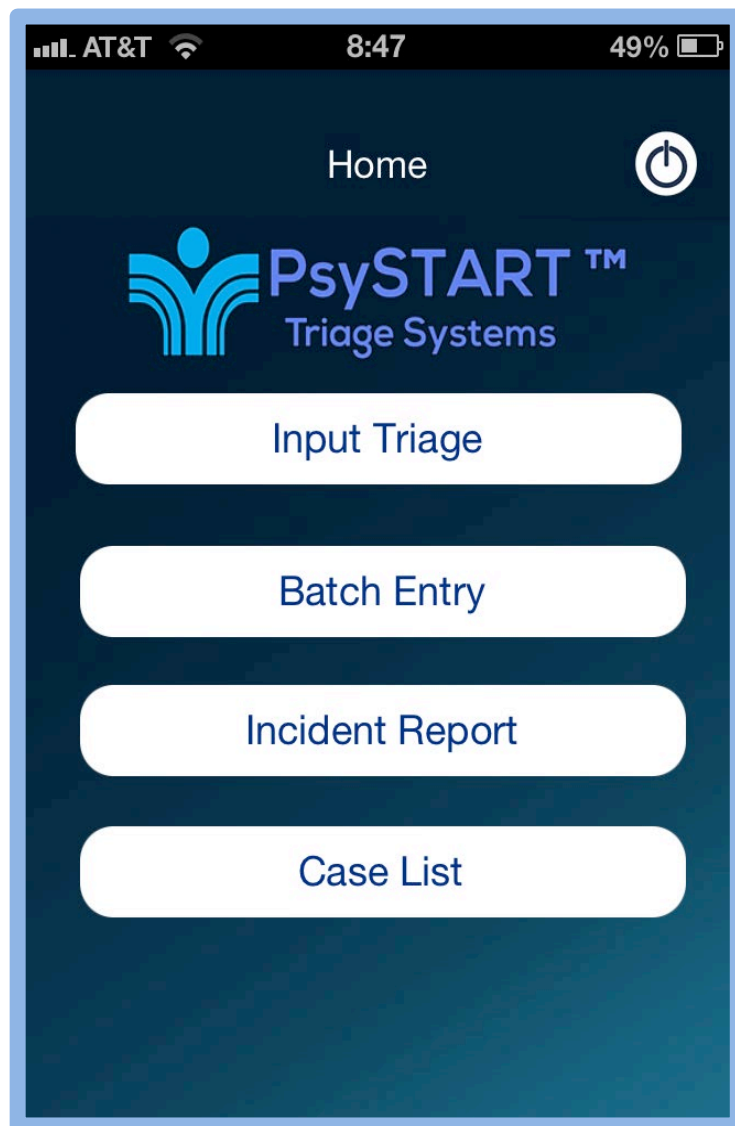 AT&T 8:47 49%
Home
PsySTART ™
Triage Systems
Input Triage
Batch Entry
Incident Report
Case List